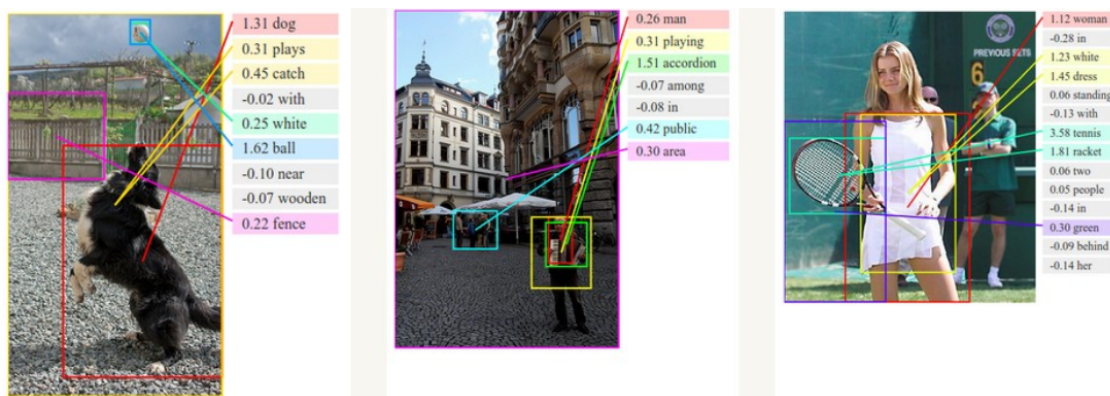 1.31 dog
0.31 plays
0.45 catch
-0.02 with
0.25 white
1.62 ball
-0.10 near
-0.07 wooden
0.22 fence
0.26 man
0.31 playing
1.51 accordion
-0.07 among
-0.08 in
0.42 public
0.30 area
PREVIOUS SETS
6
1.12 woman
-0.28 in
1.23 white
1.45 dress
0.06 standing
-0.13 with
3.58 tennis
1.81 racket
0.06 two
0.05 people
-0.14 in
0.30 green
-0.09 behind
-0.14 her